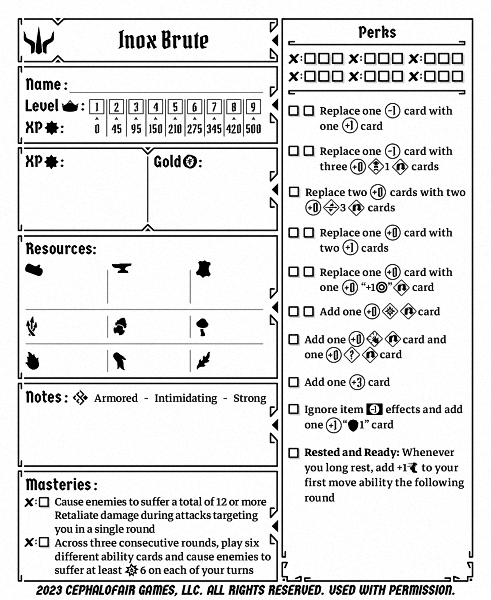 Inox Brute
Name:
Level :
1 2 3 4 5 6 7 8 9
XP :
0 45 95 150 210 275 345 420 500
XP : Gold :
Resources:
Notes: Armored - Intimidating - Strong
Masteries:
Cause enemies to suffer a total of 12 or more
Retaliate damage during attacks targeting
you in a single round
Across three consecutive rounds, play six
different ability cards and cause enemies to
suffer at least 6 on each of your turns
Perks
Replace one -1 card with
one +1 card
Replace one -1 card with
three +0 1 cards
Replace two +0 cards with two
+0 3 cards
Replace one +0 card with
two +1 cards
Replace one +0 card with
one +0 “+1” card
Add one +0 card
Add one +0 card and
one +0 ? card
Add one +3 card
Ignore item -1 effects and add
one +1 “1” card
Rested and Ready: Whenever
you long rest, add +1 to your
first move ability the following
round
2023 CEPHALOFAIR GAMES, LLC. ALL RIGHTS RESERVED. USED WITH PERMISSION.